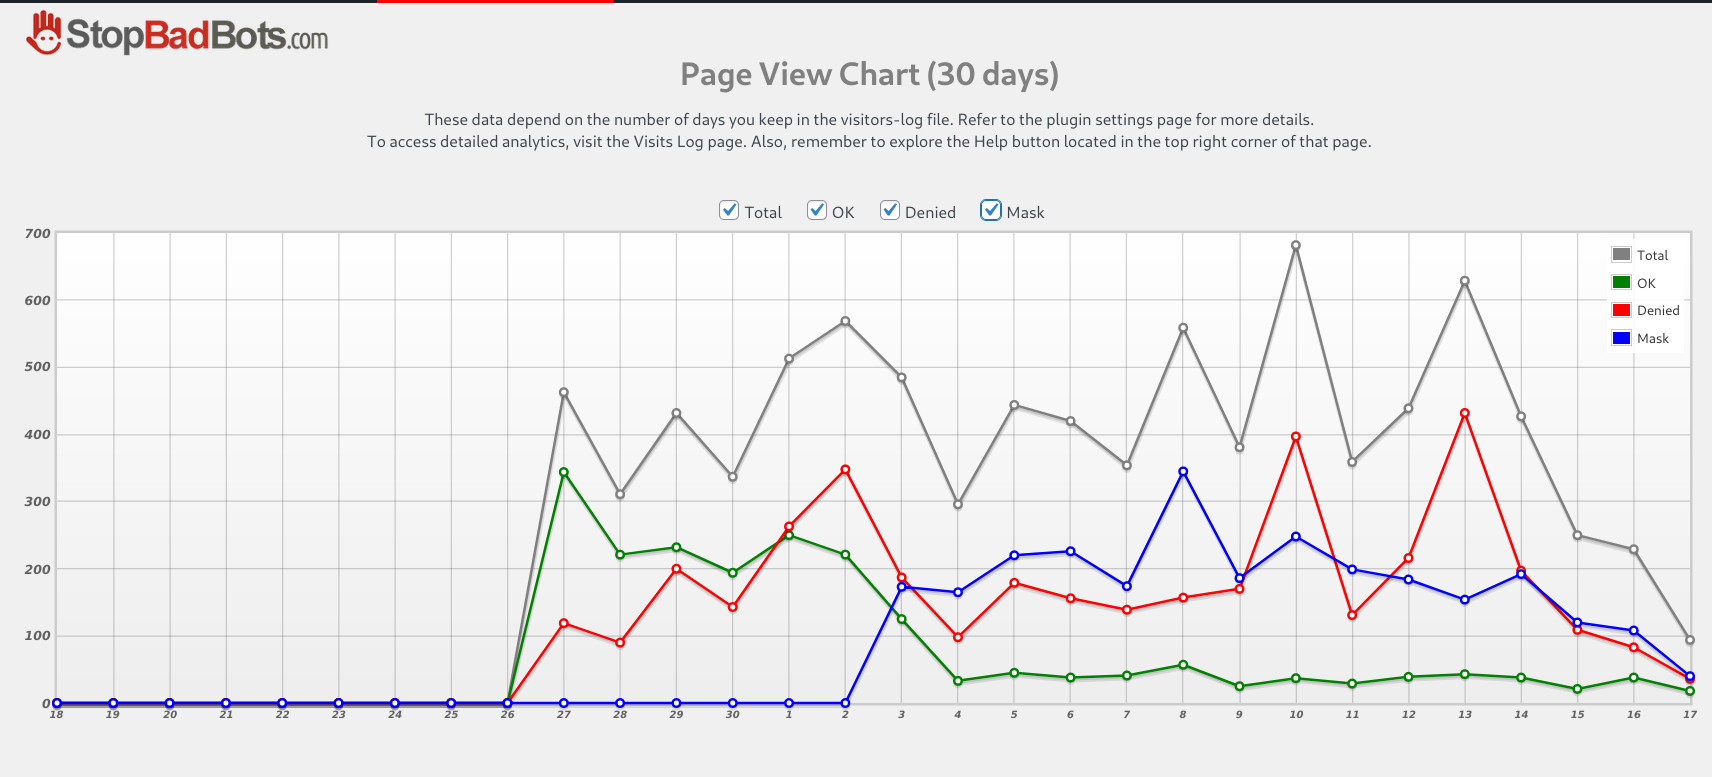 StopBadBots.com
Page View Chart (30 days)
These data depend on the number of days you keep in the visitors-log file. Refer to the plugin settings page for more details.
To access detailed analytics, visit the Visits Log page. Also, remember to explore the Help button located in the top right corner of that page.
Total OK Denied Mask
700
600
500
400
300
200
100
0
Total
OK
Denied
Mask
18 19 20 21 22 23 24 25 26 27 28 29 30 1 2 3 4 5 6 7 8 9 10 11 12 13 14 15 16 17